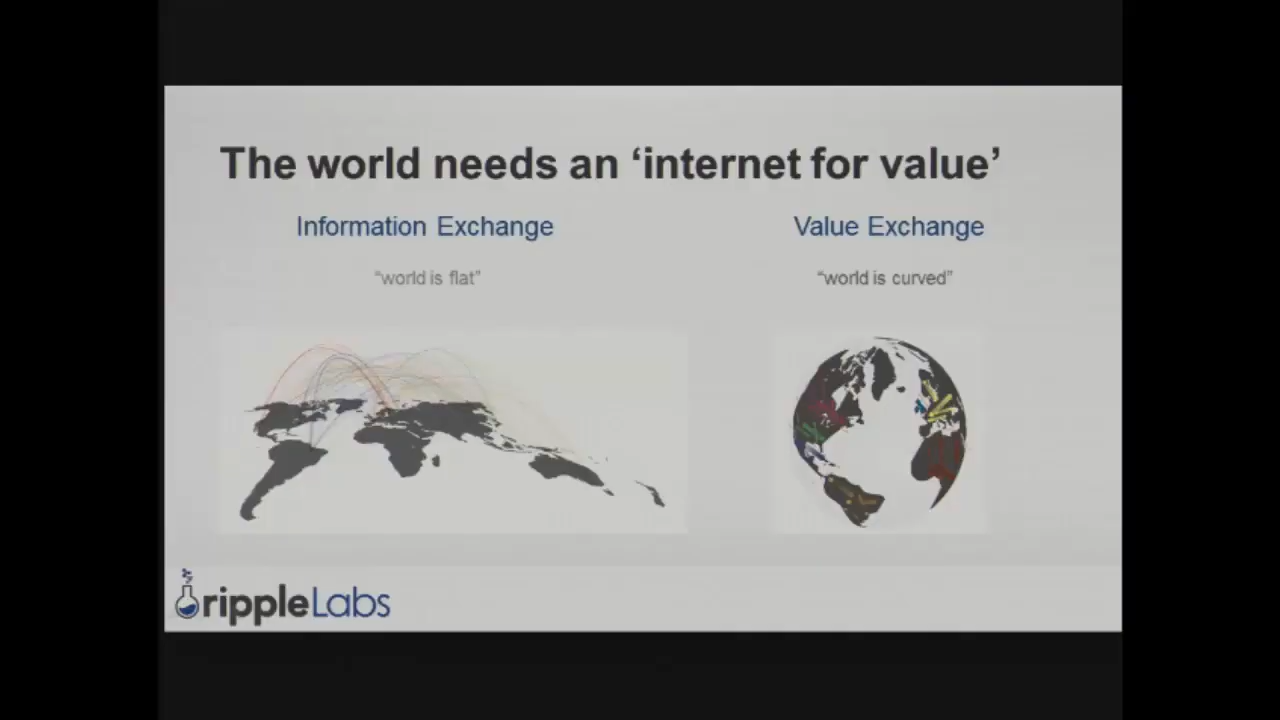 The world needs an ‘internet for value’
Information Exchange
Value Exchange
“world is flat”
“world is curved”
rippleLabs